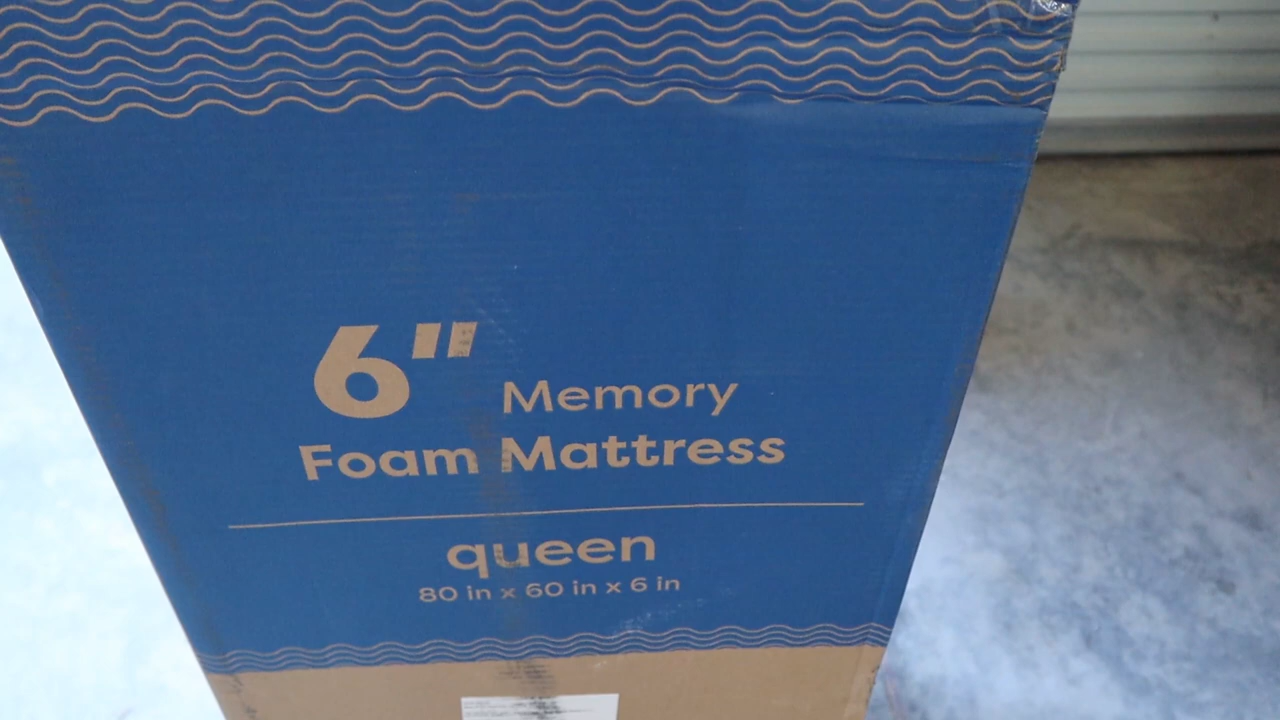 6" Memory
Foam Mattress
queen
80 in x 60 in x 6 in